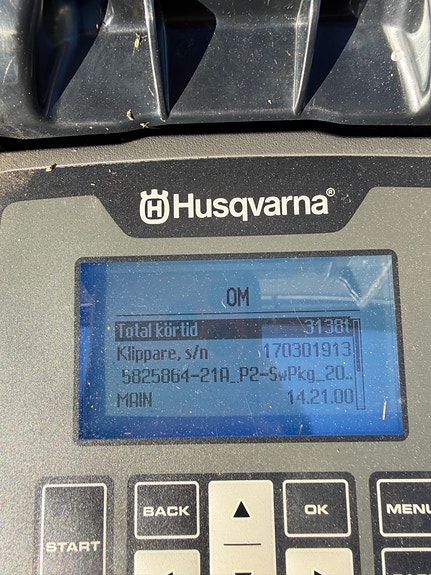 Husqvarna®
OM
Total körtid 3138t
Klippare, s/n 170301913
5825864-21A_P2-SwPkg_20..
MAIN 14.21.00
BACK OK MENU
START